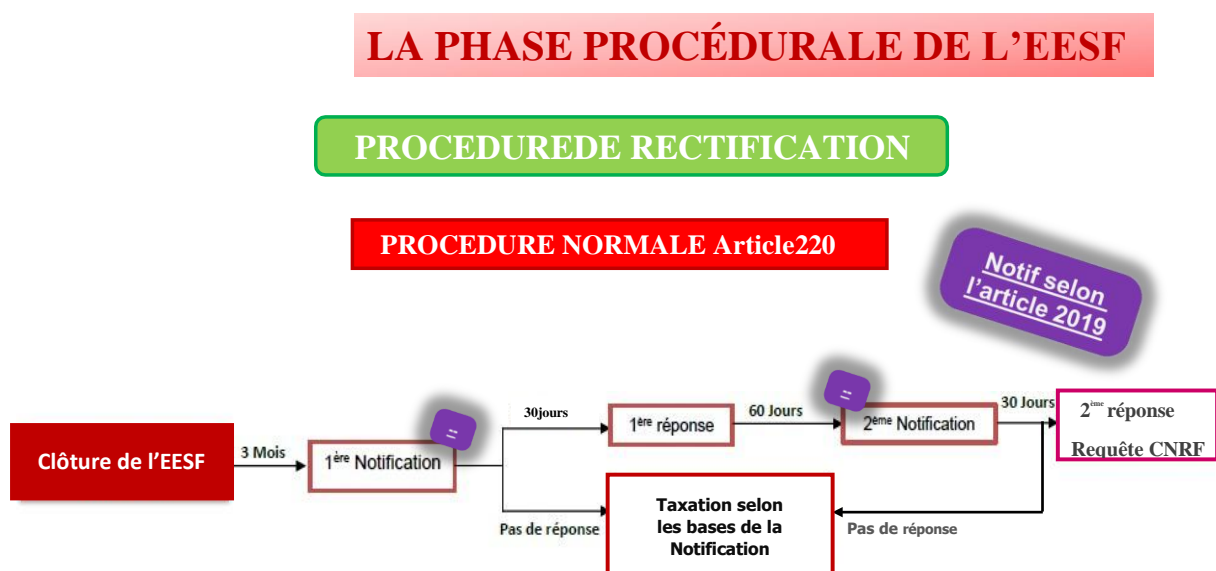 LA PHASE PROCÉDURALE DE L’EESF
PROCEDUREDE RECTIFICATION
PROCEDURE NORMALE Article220
Notif selon
l’article 2019
Clôture de l’EESF
3 Mois
1ère Notification
=
30jours
1ère réponse
60 Jours
=
2ème Notification
30 Jours
2ème réponse
Requête CNRF
Pas de réponse
Taxation selon
les bases de la
Notification
Pas de réponse